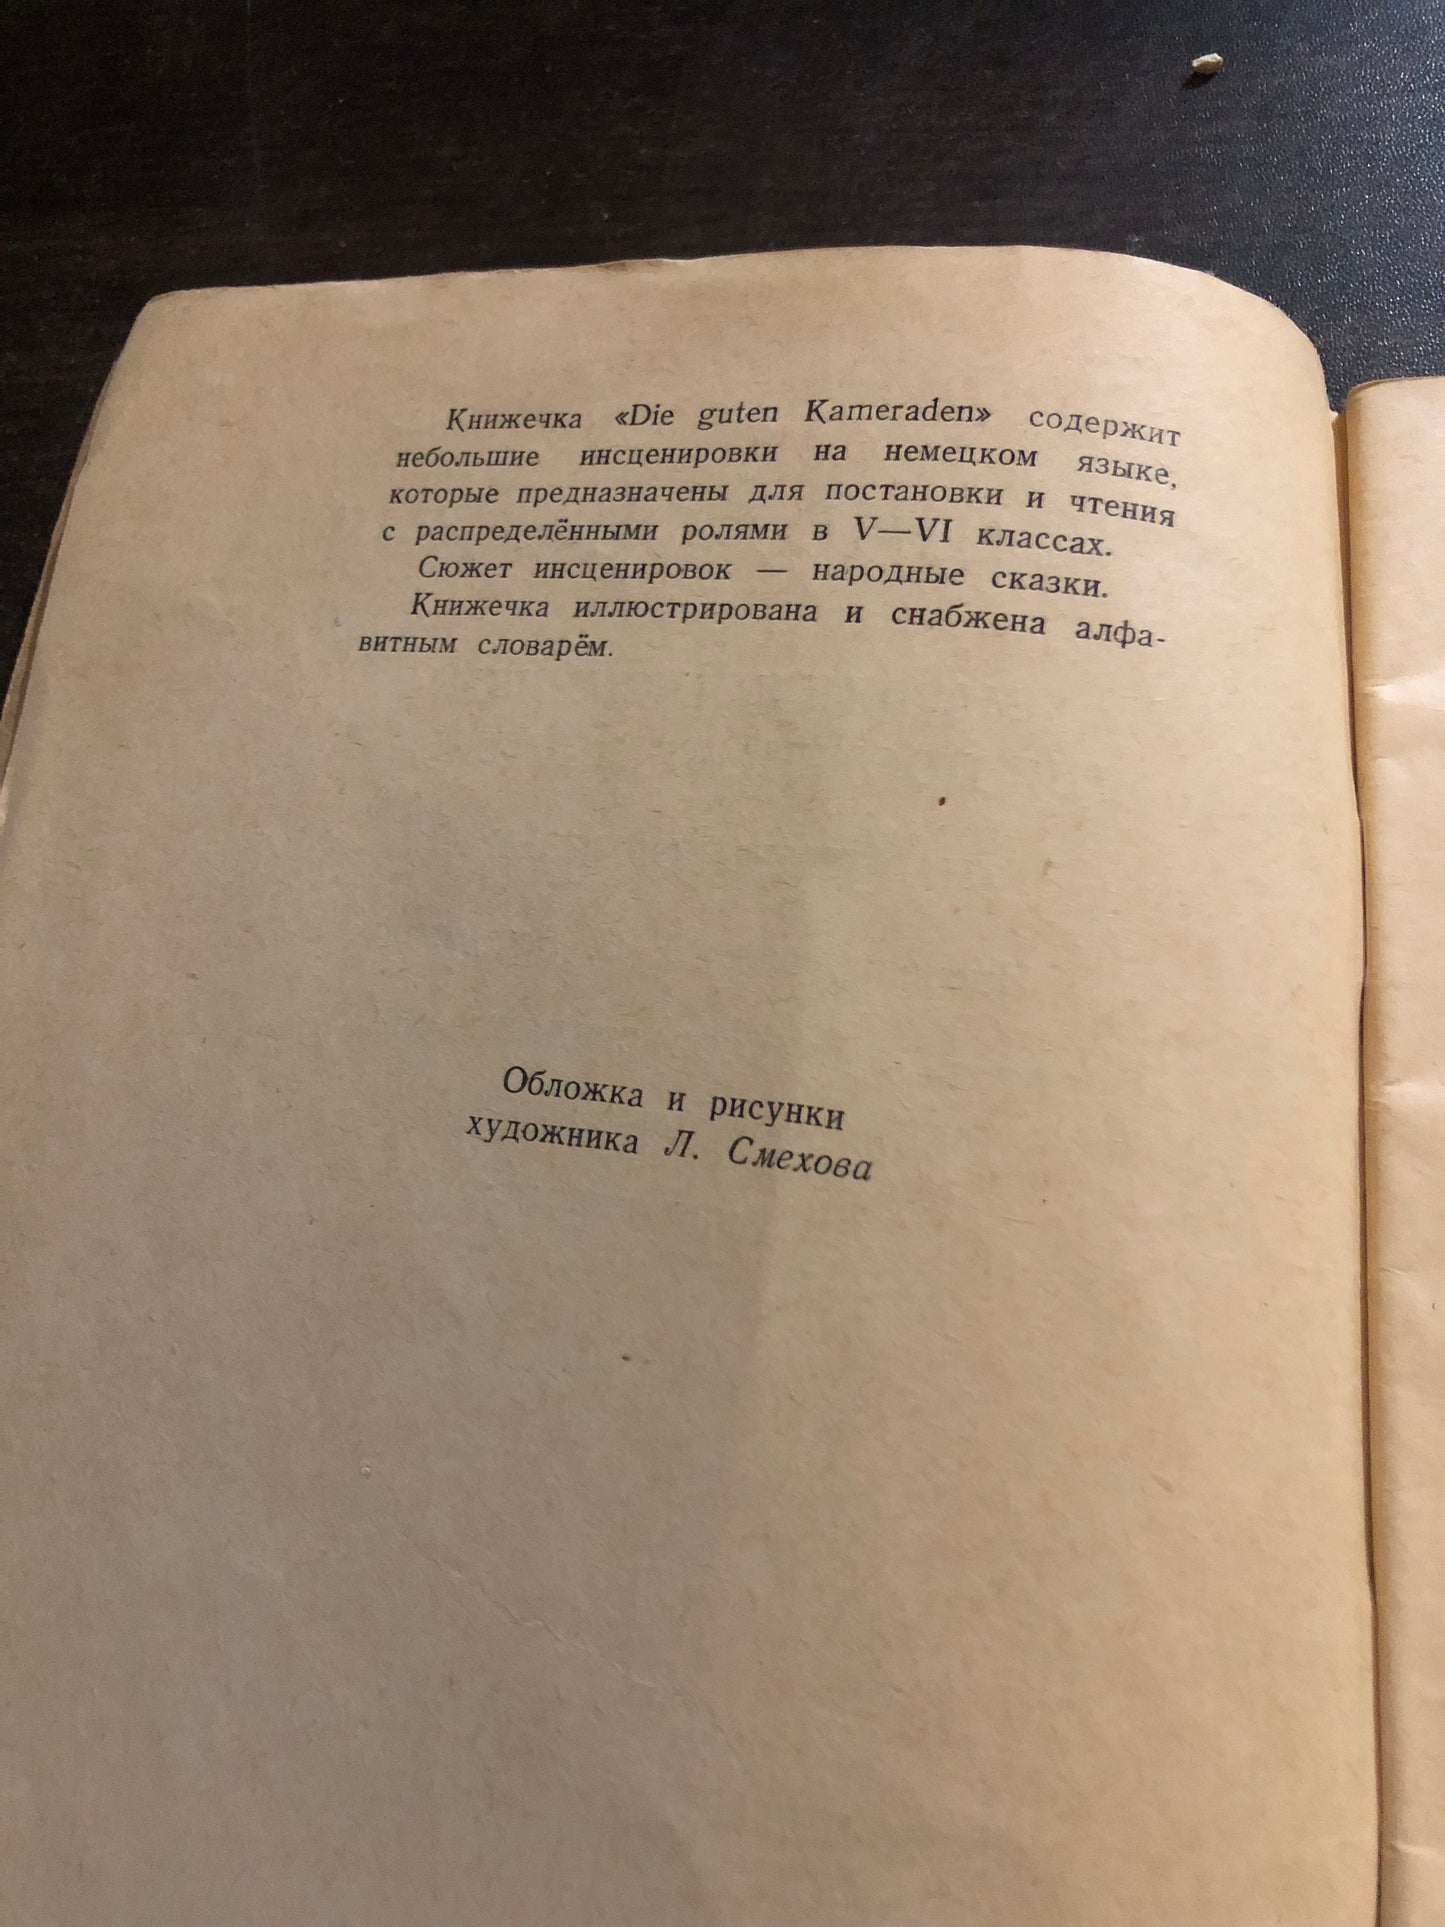 Книжечка «Die guten Kameraden» содержит
небольшие инсценировки на немецком языке,
которые предназначены для постановки и чтения
с распределёнными ролями в V—VI классах.
Сюжет инсценировок — народные сказки.
Книжечка иллюстрирована и снабжена алфа-
витным словарём.
Обложка и рисунки
художника Л. Смехова